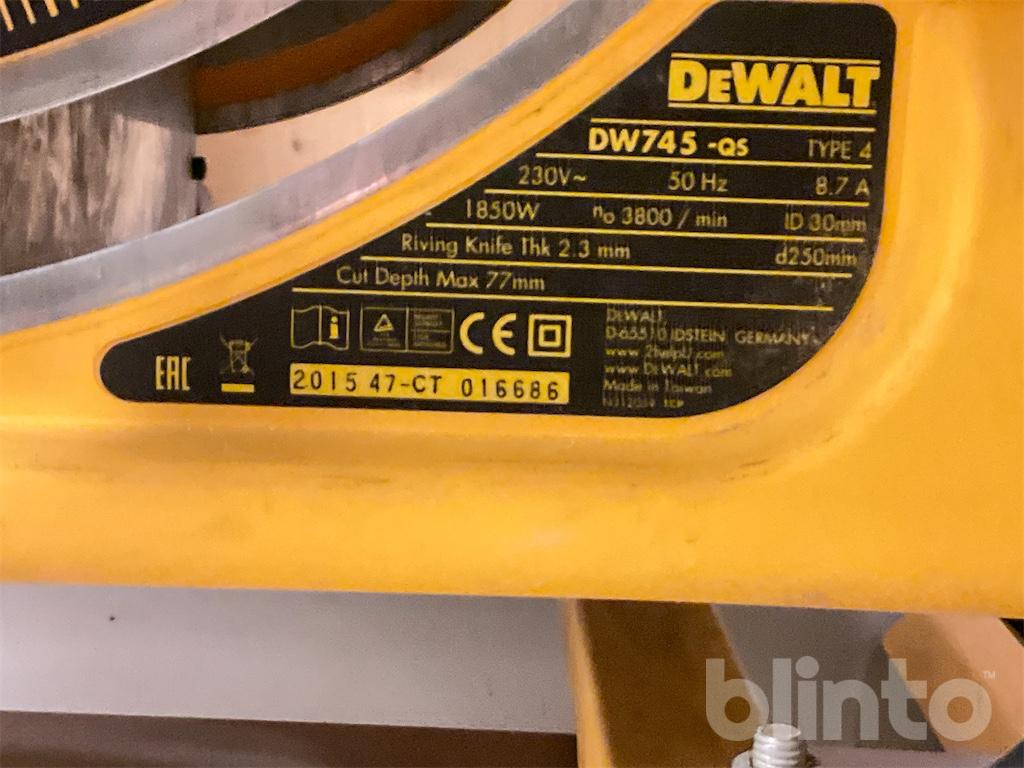 DEWALT
DW745 -QS TYPE 4
230V~ 50 Hz 8.7 A
1850W n₀ 3800 / min ID 30mm
Riving Knife Thk 2.3 mm d250mm
Cut Depth Max 77mm
DEWALT
D-65510 IDSTEIN GERMANY
www.2helpU.com
www.DEWALT.com
Made in Taiwan
EAC
CE
2015 47-CT 016686
blinto™